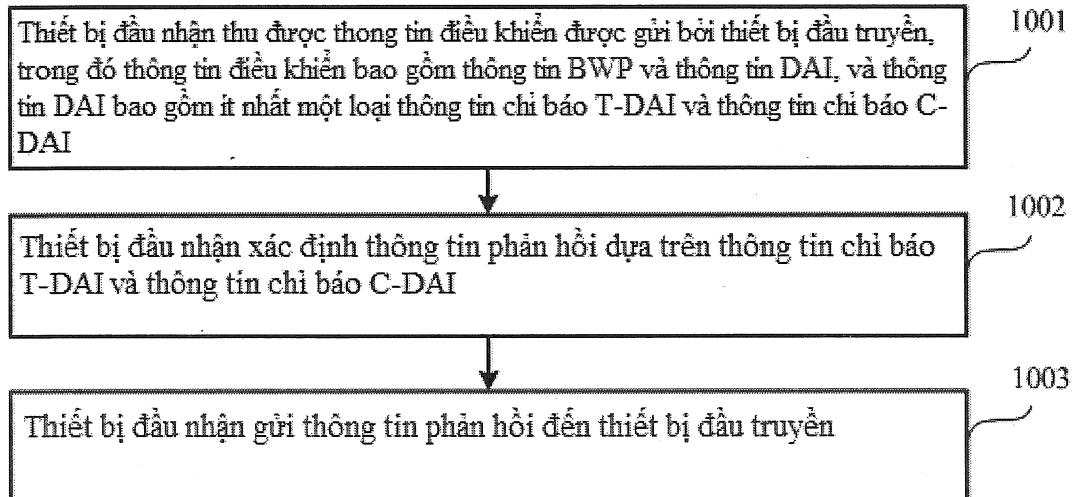 Thiết bị đầu nhận thu được thong tin điều khiển được gửi bởi thiết bị đầu truyền,
trong đó thông tin điều khiển bao gồm thông tin BWP và thông tin DAI, và thông
tin DAI bao gồm ít nhất một loại thông tin chỉ báo T-DAI và thông tin chỉ báo C-
DAI
1001
Thiết bị đầu nhận xác định thông tin phản hồi dựa trên thông tin chỉ báo
T-DAI và thông tin chỉ báo C-DAI
1002
Thiết bị đầu nhận gửi thông tin phản hồi đến thiết bị đầu truyền
1003